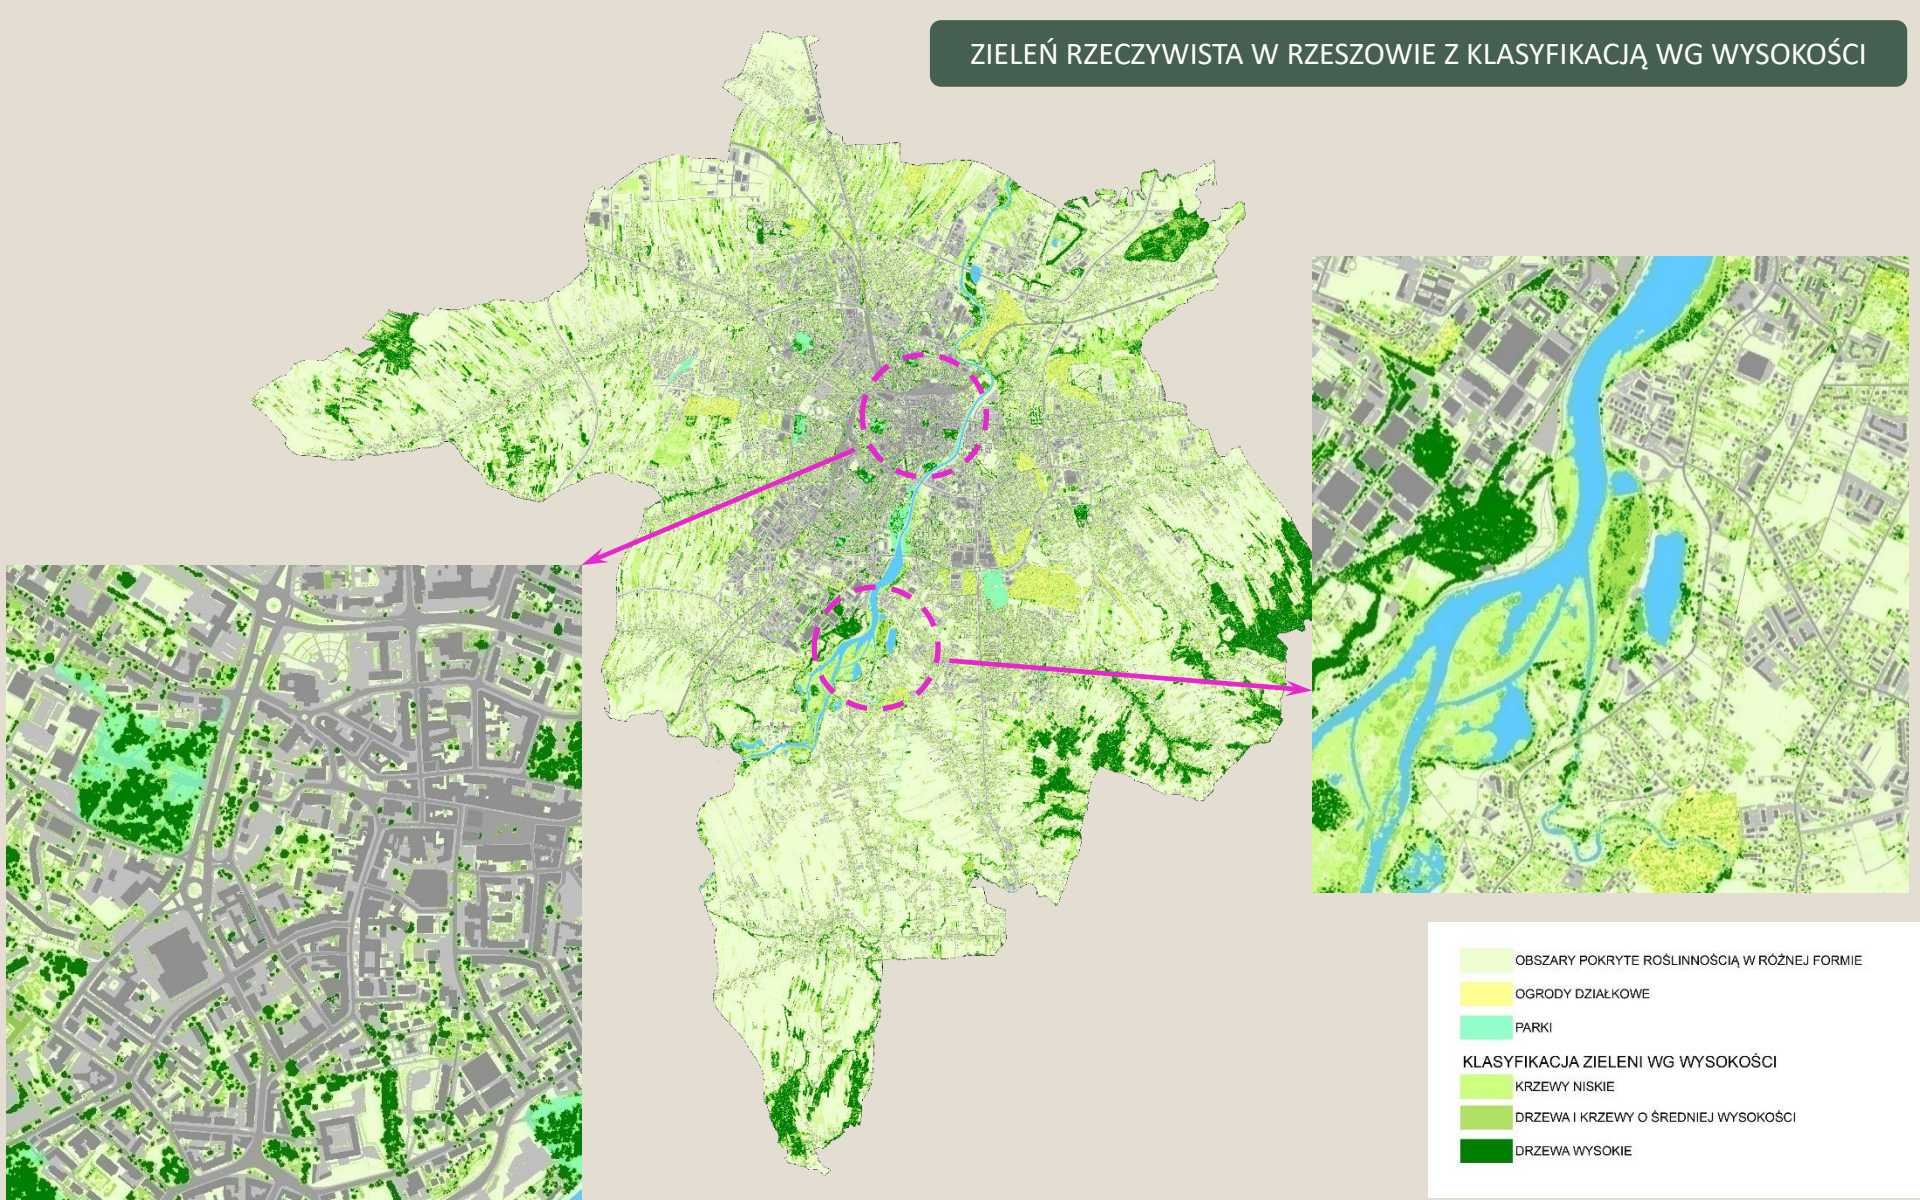 ZIELEŃ RZECZYWISTA W RZESZOWIE Z KLASYFIKACJĄ WG WYSOKOŚCI
OBSZARY POKRYTE ROŚLINNOŚCIĄ W RÓŻNEJ FORMIE
OGRODY DZIAŁKOWE
PARKI
KLASYFIKACJA ZIELENI WG WYSOKOŚCI
KRZEWY NISKIE
DRZEWA I KRZEWY O ŚREDNIEJ WYSOKOŚCI
DRZEWA WYSOKIE